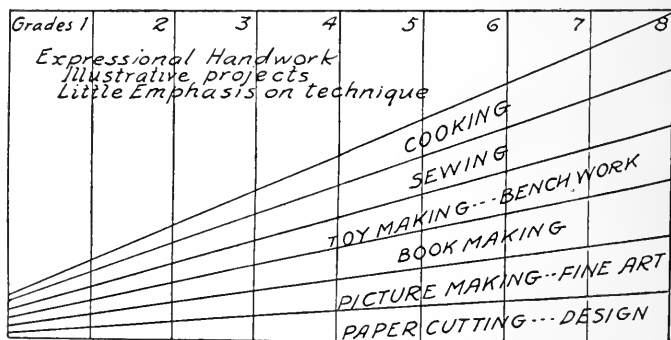 Grades 1 2 3 4 5 6 7 8
Expressional Handwork
Illustrative projects
Little Emphasis on technique
COOKING
SEWING
TOY MAKING---BENCH WORK
BOOK MAKING
PICTURE MAKING--FINE ART
PAPER CUTTING---DESIGN